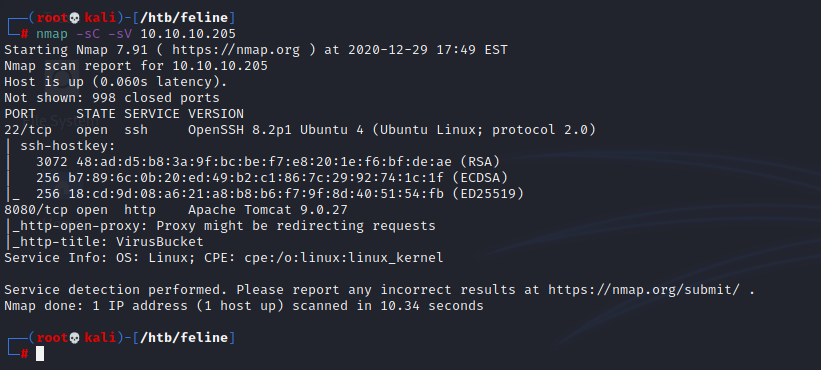 (root💀kali)-[/htb/feline]
# nmap -sC -sV 10.10.10.205
Starting Nmap 7.91 ( https://nmap.org ) at 2020-12-29 17:49 EST
Nmap scan report for 10.10.10.205
Host is up (0.060s latency).
Not shown: 998 closed ports
PORT     STATE SERVICE VERSION
22/tcp   open  ssh     OpenSSH 8.2p1 Ubuntu 4 (Ubuntu Linux; protocol 2.0)
| ssh-hostkey:
|   3072 48:ad:d5:b8:3a:9f:bc:be:f7:e8:20:1e:f6:bf:de:ae (RSA)
|   256 b7:89:6c:0b:20:ed:49:b2:c1:86:7c:29:92:74:1c:1f (ECDSA)
|_  256 18:cd:9d:08:a6:21:a8:b8:b6:f7:9f:8d:40:51:54:fb (ED25519)
8080/tcp open  http    Apache Tomcat 9.0.27
|_http-open-proxy: Proxy might be redirecting requests
|_http-title: VirusBucket
Service Info: OS: Linux; CPE: cpe:/o:linux:linux_kernel
Service detection performed. Please report any incorrect results at https://nmap.org/submit/ .
Nmap done: 1 IP address (1 host up) scanned in 10.34 seconds
(root💀kali)-[/htb/feline]
#